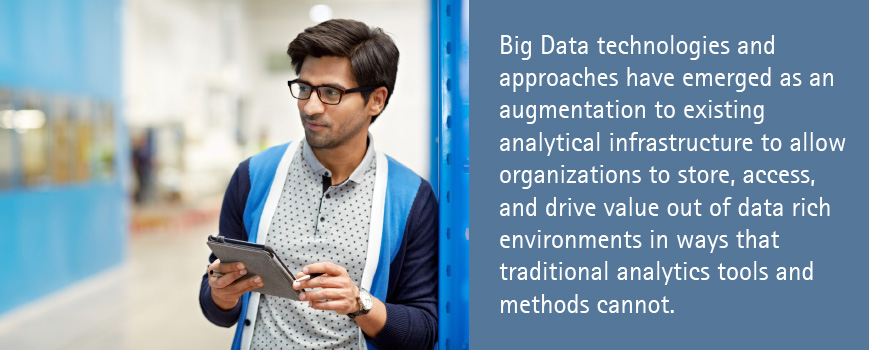 Big Data technologies and
approaches have emerged as an
augmentation to existing
analytical infrastructure to allow
organizations to store, access,
and drive value out of data rich
environments in ways that
traditional analytics tools and
methods cannot.